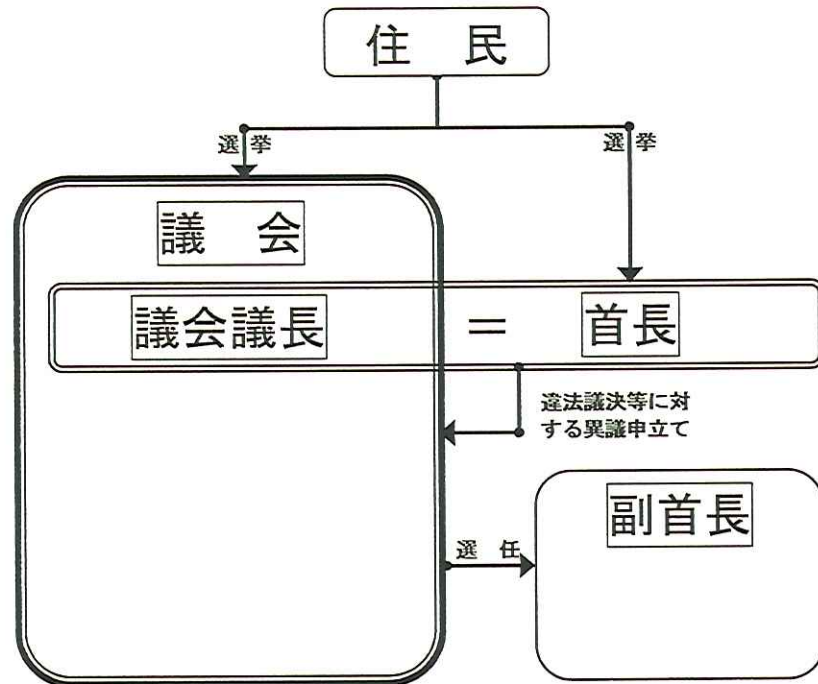 住　民
選 挙
選 挙
議　会
議会議長　＝　首長
違法議決等に対
する異議申立て
副首長
選　任